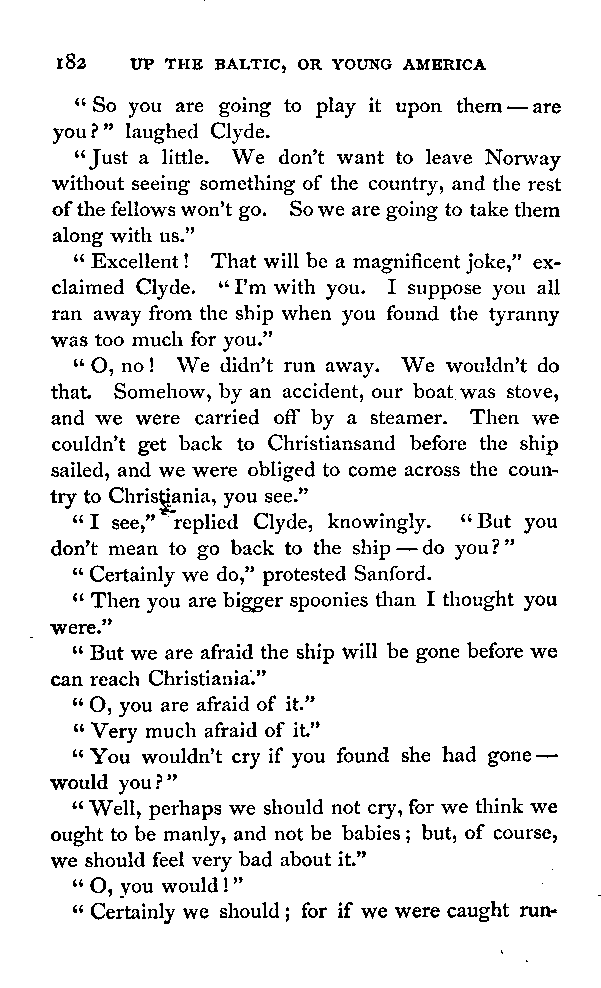 182 UP THE BALTIC, OR YOUNG AMERICA
“ So you are going to play it upon them — are
you? ” laughed Clyde.
“Just a little. We don’t want to leave Norway
without seeing something of the country, and the rest
of the fellows won’t go. So we are going to take them
along with us.”
“ Excellent! That will be a magnificent joke,” ex-
claimed Clyde. “ I’m with you. I suppose you all
ran away from the ship when you found the tyranny
was too much for you.”
“ O, no! We didn’t run away. We wouldn’t do
that. Somehow, by an accident, our boat was stove,
and we were carried off by a steamer. Then we
couldn’t get back to Christiansand before the ship
sailed, and we were obliged to come across the coun-
try to Christiania, you see.”
“ I see,” replied Clyde, knowingly. “ But you
don’t mean to go back to the ship — do you? ”
“ Certainly we do,” protested Sanford.
“ Then you are bigger spoonies than I thought you
were.”
“ But we are afraid the ship will be gone before we
can reach Christiania.”
“ O, you are afraid of it.”
“ Very much afraid of it.”
“ You wouldn’t cry if you found she had gone —
would you? ”
“ Well, perhaps we should not cry, for we think we
ought to be manly, and not be babies; but, of course,
we should feel very bad about it.”
“ O, you would! ”
“ Certainly we should; for if we were caught run-